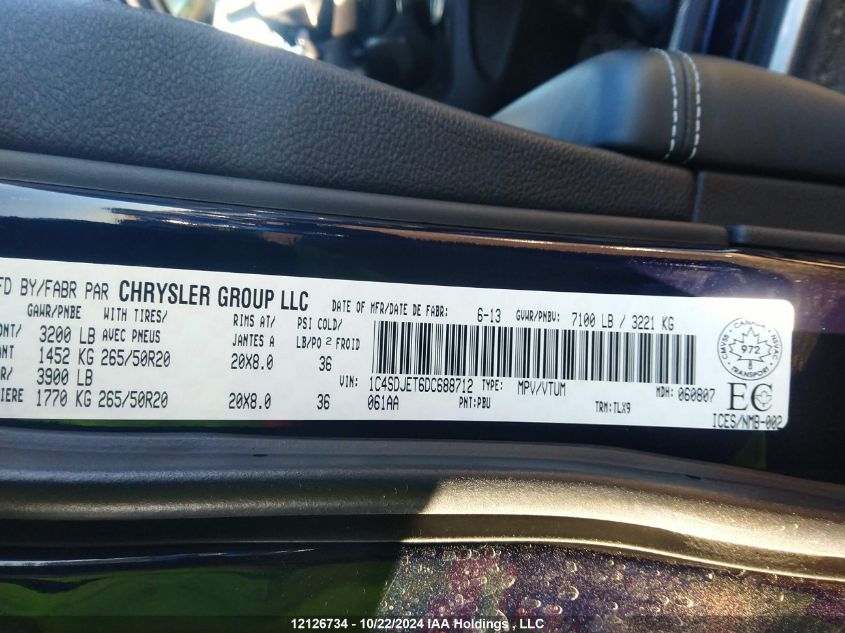 FD BY/FABR PAR CHRYSLER GROUP LLC DATE OF MFR/DATE DE FABR: 6-13 GVWR/PNBV: 7100 LB / 3221 KG
GAWR/PNBE WITH TIRES/ RIMS AT/ PSI COLD/
ONT/ 3200 LB AVEC PNEUS JANTES A LB/PO 2 FROID
ANT 1452 KG 265/50R20 20X8.0 36
R/ 3900 LB
IERE 1770 KG 265/50R20 20X8.0 36
VIN: 1C4SDJET6DC688712 TYPE: MPV/VTUM MDH: 060807
061AA PNT:PBU TRM:TLX9
CANADA
CMVSS NSVAC
972
8
EC
ICES/NMB-002
12126734 - 10/22/2024 IAA Holdings , LLC